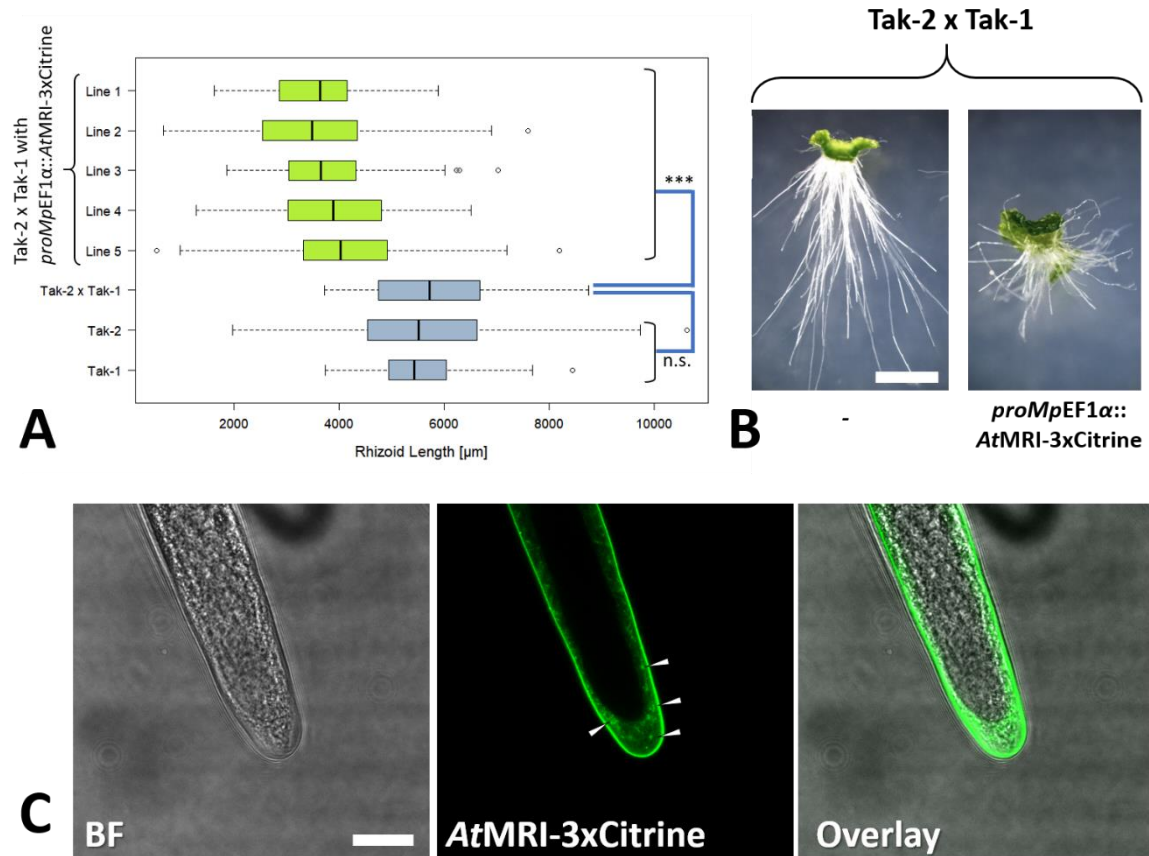 Tak-2 x Tak-1 with
proMpEF1α::AtMRI-3xCitrine
Line 1
Line 2
Line 3
Line 4
Line 5
Tak-2 x Tak-1
Tak-2
Tak-1
***
n.s.
2000 4000 6000 8000 10000
Rhizoid Length [µm]
A
Tak-2 x Tak-1
-
proMpEF1α::
AtMRI-3xCitrine
B
C
BF
AtMRI-3xCitrine
Overlay